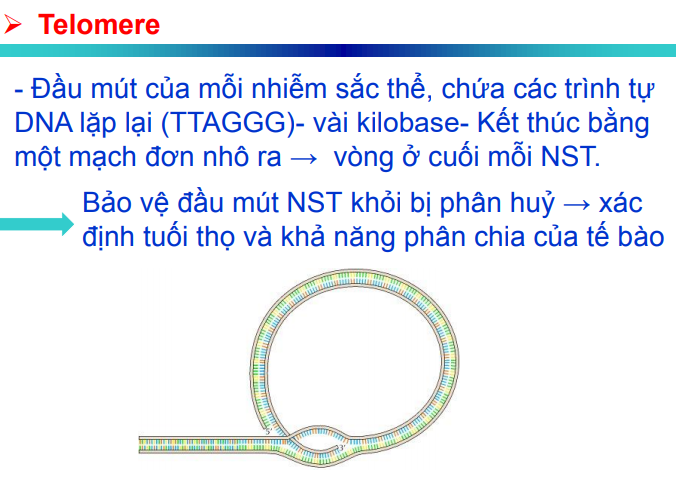 Telomere
- Đầu mút của mỗi nhiễm sắc thể, chứa các trình tự
DNA lặp lại (TTAGGG)- vài kilobase- Kết thúc bằng
một mạch đơn nhô ra → vòng ở cuối mỗi NST.
Bảo vệ đầu mút NST khỏi bị phân huỷ → xác
định tuổi thọ và khả năng phân chia của tế bào
5'
3'